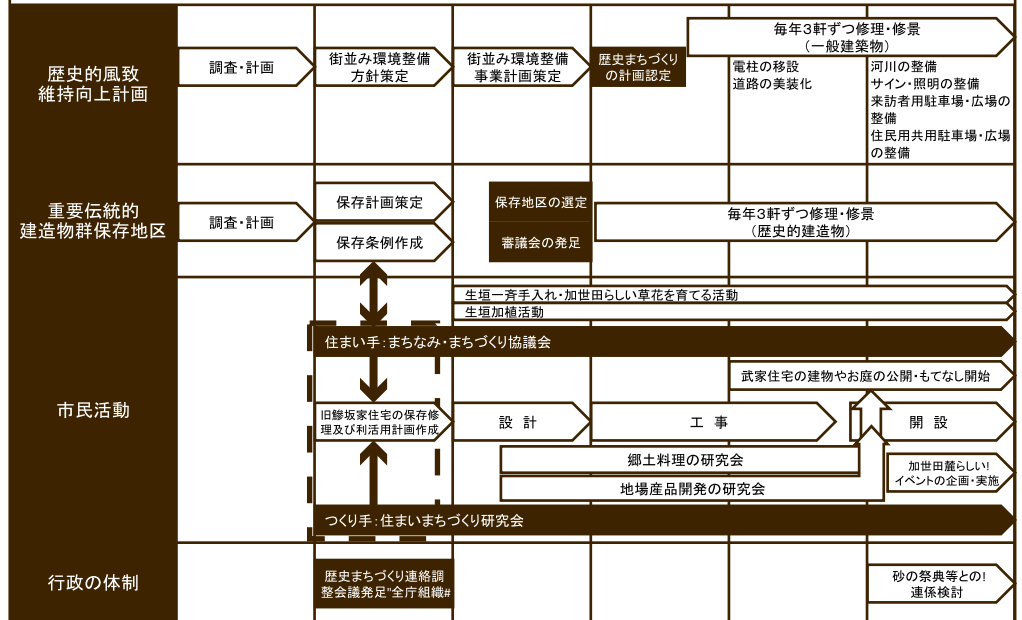 歴史的風致
維持向上計画
調査・計画
街並み環境整備
方針策定
街並み環境整備
事業計画策定
歴史まちづくり
の計画認定
毎年３軒ずつ修理・修景
（一般建築物）
電柱の移設
道路の美装化
河川の整備
サイン・照明の整備
来訪者用駐車場・広場の
整備
住民用共用駐車場・広場
の整備
重要伝統的
建造物群保存地区
調査・計画
保存計画策定
保存条例作成
保存地区の選定
審議会の発足
毎年３軒ずつ修理・修景
（歴史的建造物）
市民活動
生垣一斉手入れ・加世田らしい草花を育てる活動
生垣加植活動
住まい手：まちなみ・まちづくり協議会
武家住宅の建物やお庭の公開・もてなし開始
旧鰺坂家住宅の保存修
理及び利活用計画作成
設 計
工 事
開 設
郷土料理の研究会
地場産品開発の研究会
加世田麓らしい!
イベントの企画・実施
つくり手：住まいまちづくり研究会
行政の体制
歴史まちづくり連絡調
整会議発足"全庁組織#
砂の祭典等との!
連係検討